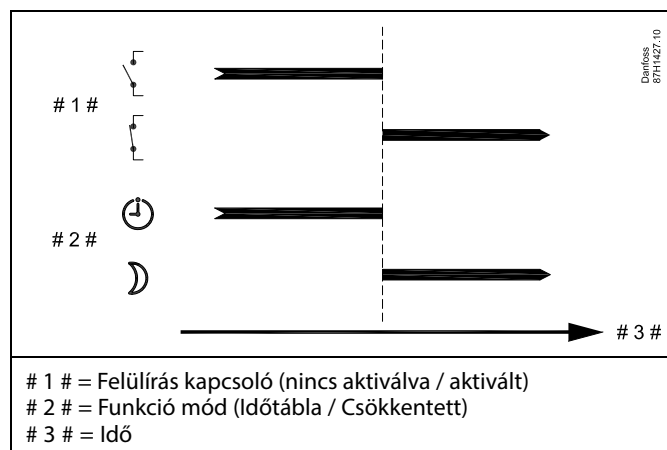 Danfoss
87H1427.10
# 1 #
# 2 #
# 3 #
# 1 # = Felülírás kapcsoló (nincs aktiválva / aktivált)
# 2 # = Funkció mód (Időtábla / Csökkentett)
# 3 # = Idő